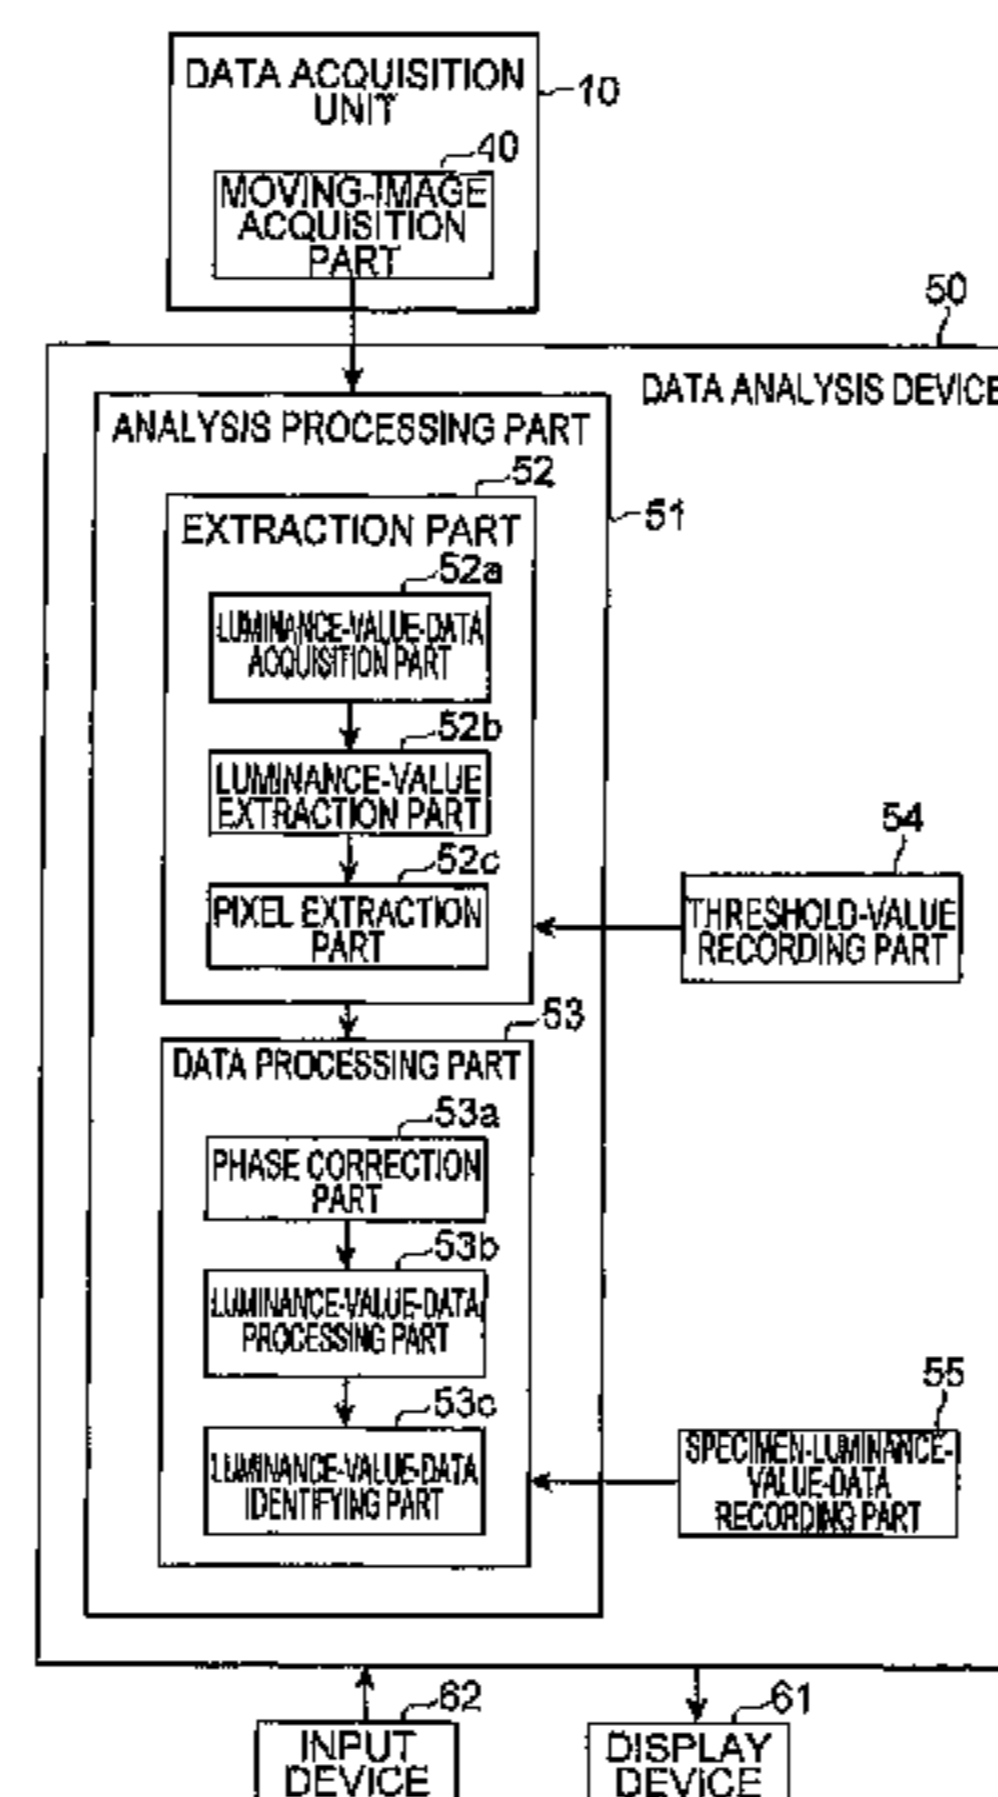 DATA ACQUISITION
UNIT
10
40
MOVING-IMAGE
ACQUISITION
PART
50
DATA ANALYSIS DEVICE
ANALYSIS PROCESSING PART
51
52
EXTRACTION PART
52a
LUMINANCE-VALUE-DATA
ACQUISITION PART
52b
LUMINANCE-VALUE
EXTRACTION PART
52c
PIXEL EXTRACTION
PART
54
THRESHOLD-VALUE
RECORDING PART
53
DATA PROCESSING PART
53a
PHASE CORRECTION
PART
53b
LUMINANCE-VALUE-DATA
PROCESSING PART
53c
LUMINANCE-VALUE-DATA
IDENTIFYING PART
55
SPECIMEN-LUMINANCE-
VALUE-DATA
RECORDING PART
62
INPUT
DEVICE
61
DISPLAY
DEVICE